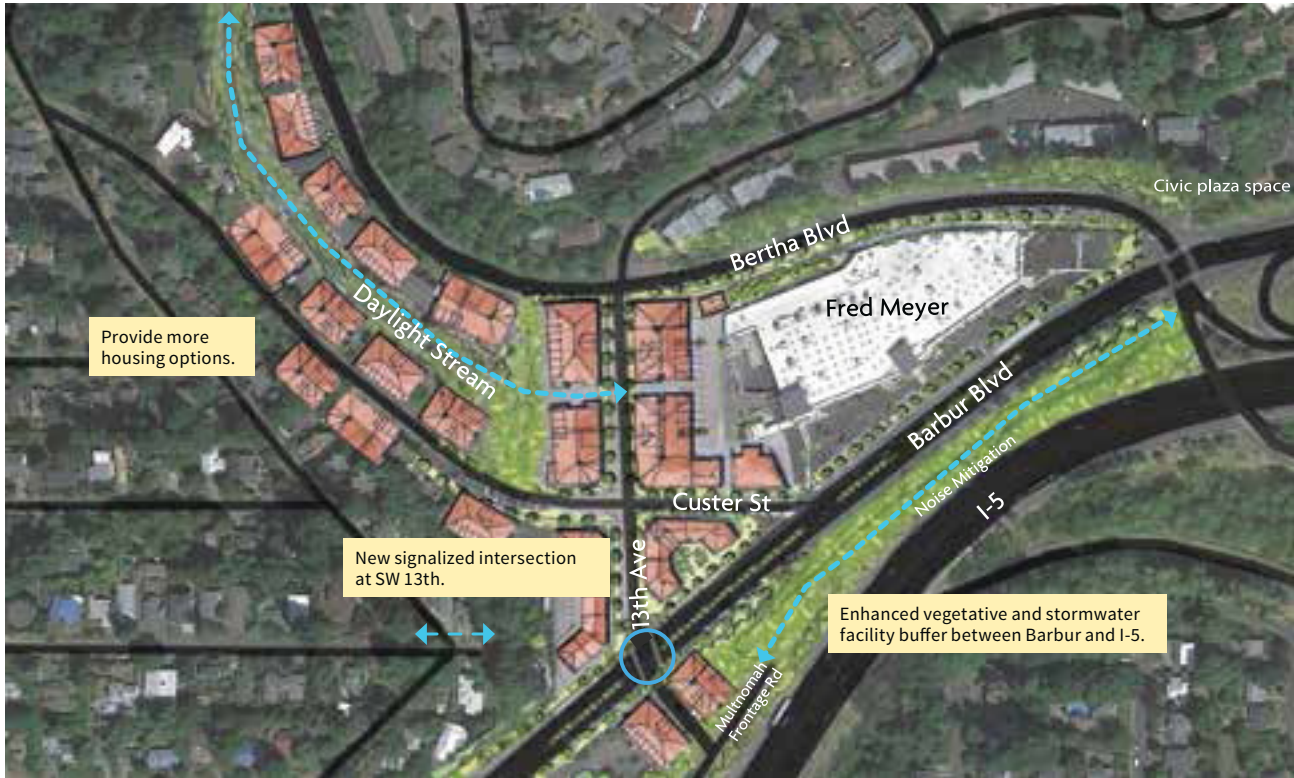 Civic plaza space
Bertha Blvd
Fred Meyer
Daylight Stream
Provide more
housing options.
Barbur Blvd
Noise Mitigation
I-5
Custer St
New signalized intersection
at SW 13th.
13th Ave
Enhanced vegetative and stormwater
facility buffer between Barbur and I-5.
Multnomah
Frontage Rd